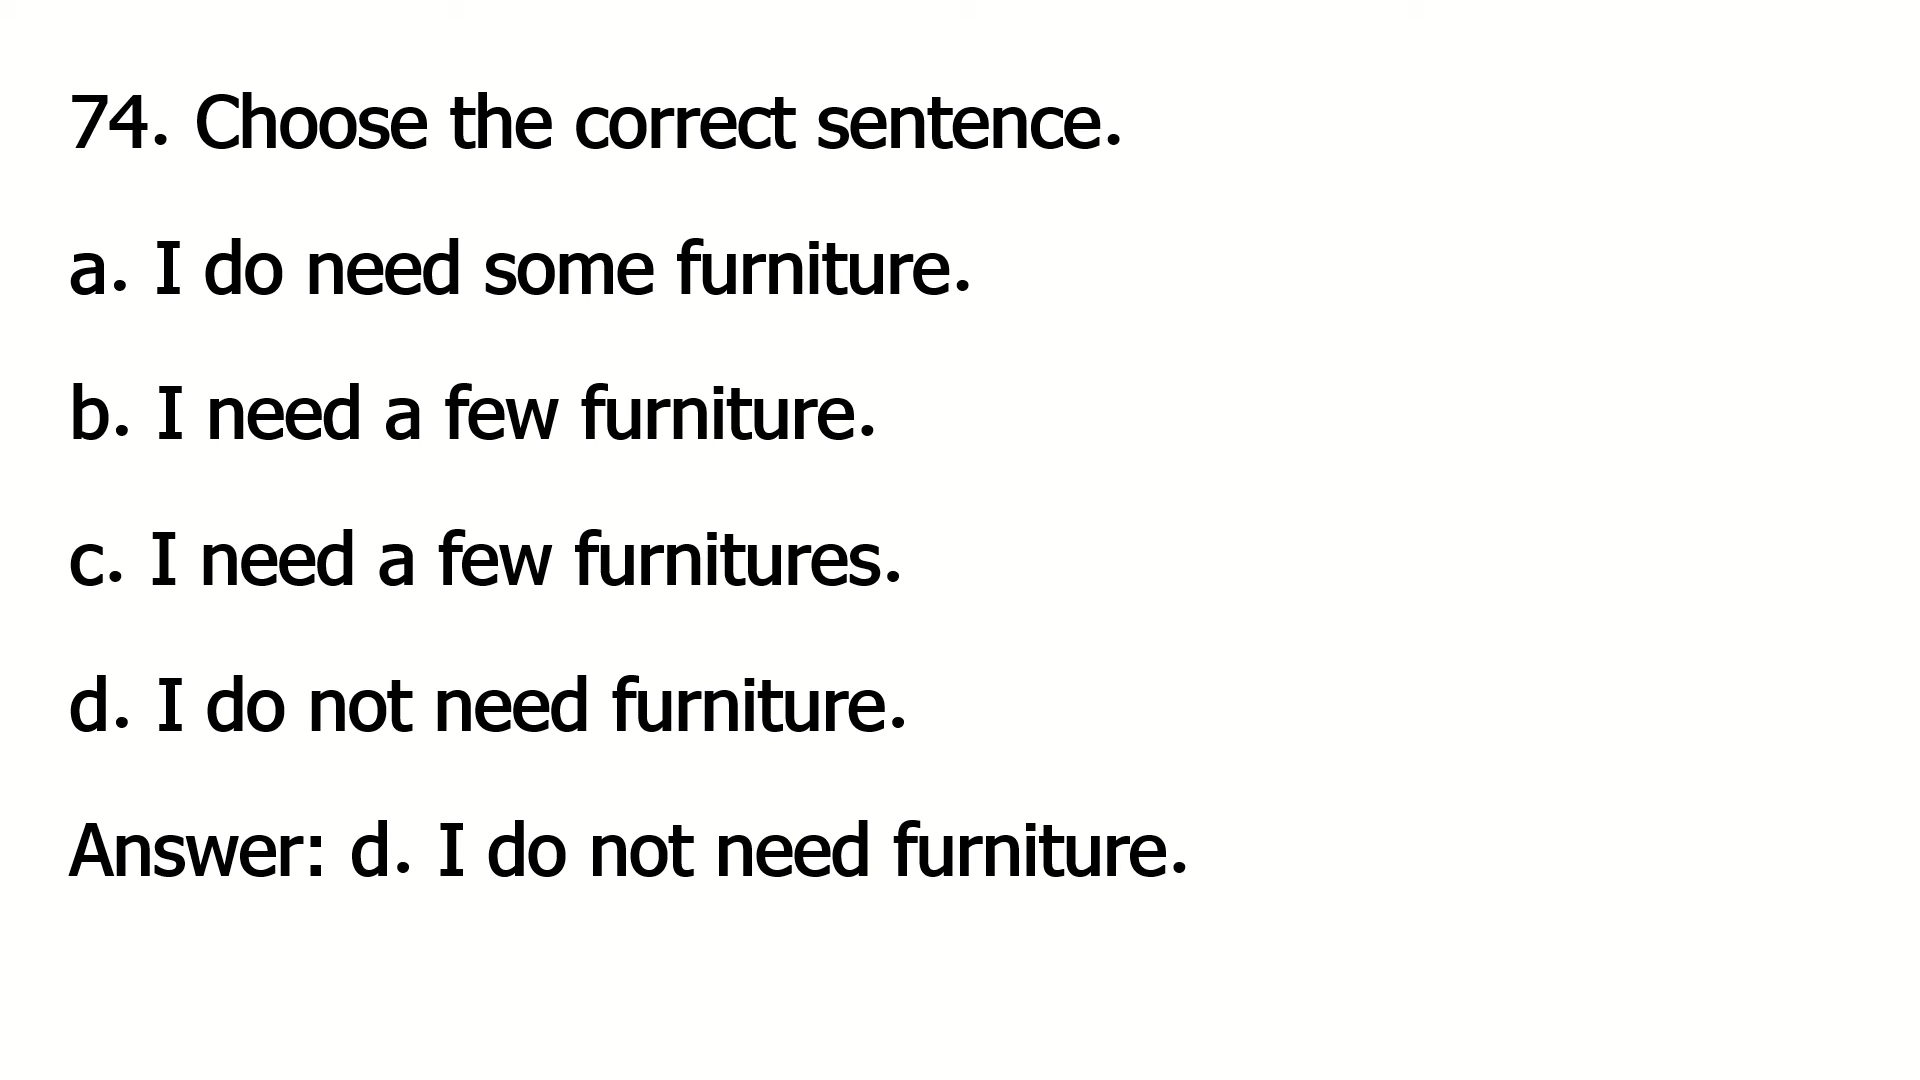 74. Choose the correct sentence.
a. I do need some furniture.
b. I need a few furniture.
c. I need a few furnitures.
d. I do not need furniture.
Answer: d. I do not need furniture.